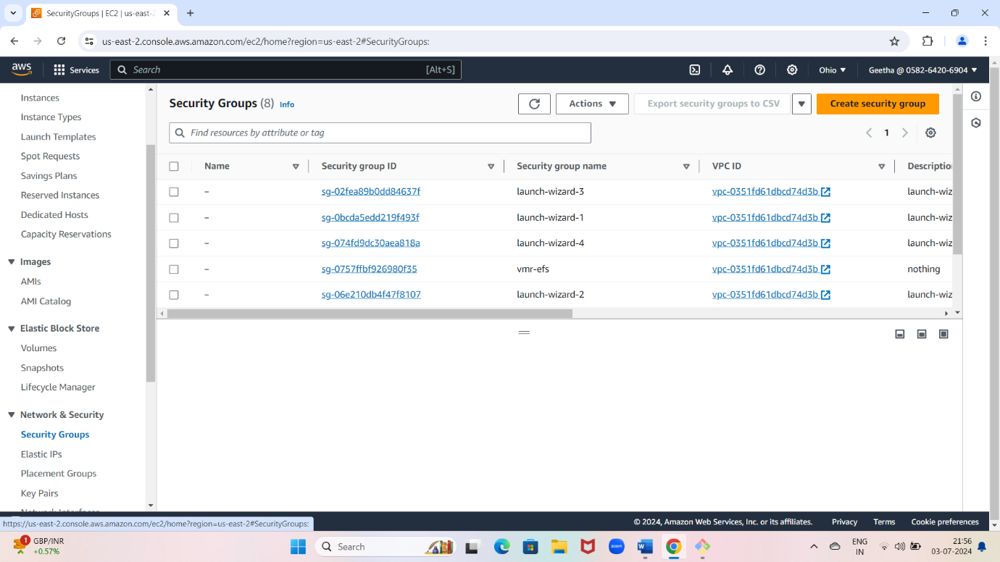 SecurityGroups | EC2 | us-east-2
us-east-2.console.aws.amazon.com/ec2/home?region=us-east-2#SecurityGroups:
aws
Services
Search
[Alt+S]
Ohio
Geetha @ 0582-6420-6904
Instances
Instance Types
Launch Templates
Spot Requests
Savings Plans
Reserved Instances
Dedicated Hosts
Capacity Reservations
Images
AMIs
AMI Catalog
Elastic Block Store
Volumes
Snapshots
Lifecycle Manager
Network & Security
Security Groups
Elastic IPs
Placement Groups
Key Pairs
Security Groups (8) Info
Actions
Export security groups to CSV
Create security group
Find resources by attribute or tag
1
Name Security group ID Security group name VPC ID Descriptio
– sg-02fea89b0dd84637f launch-wizard-3 vpc-0351fd61dbcd74d3b launch-wiz
– sg-0bcda5edd219f493f launch-wizard-1 vpc-0351fd61dbcd74d3b launch-wiz
– sg-074fd9dc30aea818a launch-wizard-4 vpc-0351fd61dbcd74d3b launch-wiz
– sg-0757ffbf926980f35 vmr-efs vpc-0351fd61dbcd74d3b nothing
– sg-06e210db4f47f8107 launch-wizard-2 vpc-0351fd61dbcd74d3b launch-wiz
https://us-east-2.console.aws.amazon.com/ec2/home?region=us-east-2#SecurityGroups:
© 2024, Amazon Web Services, Inc. or its affiliates. Privacy Terms Cookie preferences
1
GBP/INR
+0.57%
Search
zoom
ENG
IN
21:56
03-07-2024